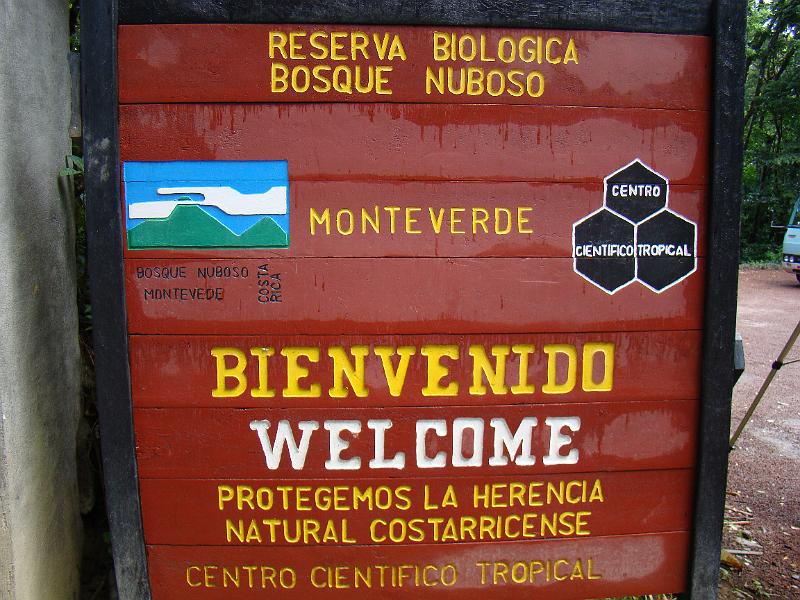 RESERVA BIOLOGICA
BOSQUE NUBOSO
MONTEVERDE
BOSQUE NUBOSO
MONTEVEDE
COSTA
RICA
CENTRO
CIENTIFICO TROPICAL
BIENVENIDO
WELCOME
PROTEGEMOS LA HERENCIA
NATURAL COSTARRICENSE
CENTRO CIENTIFICO TROPICAL